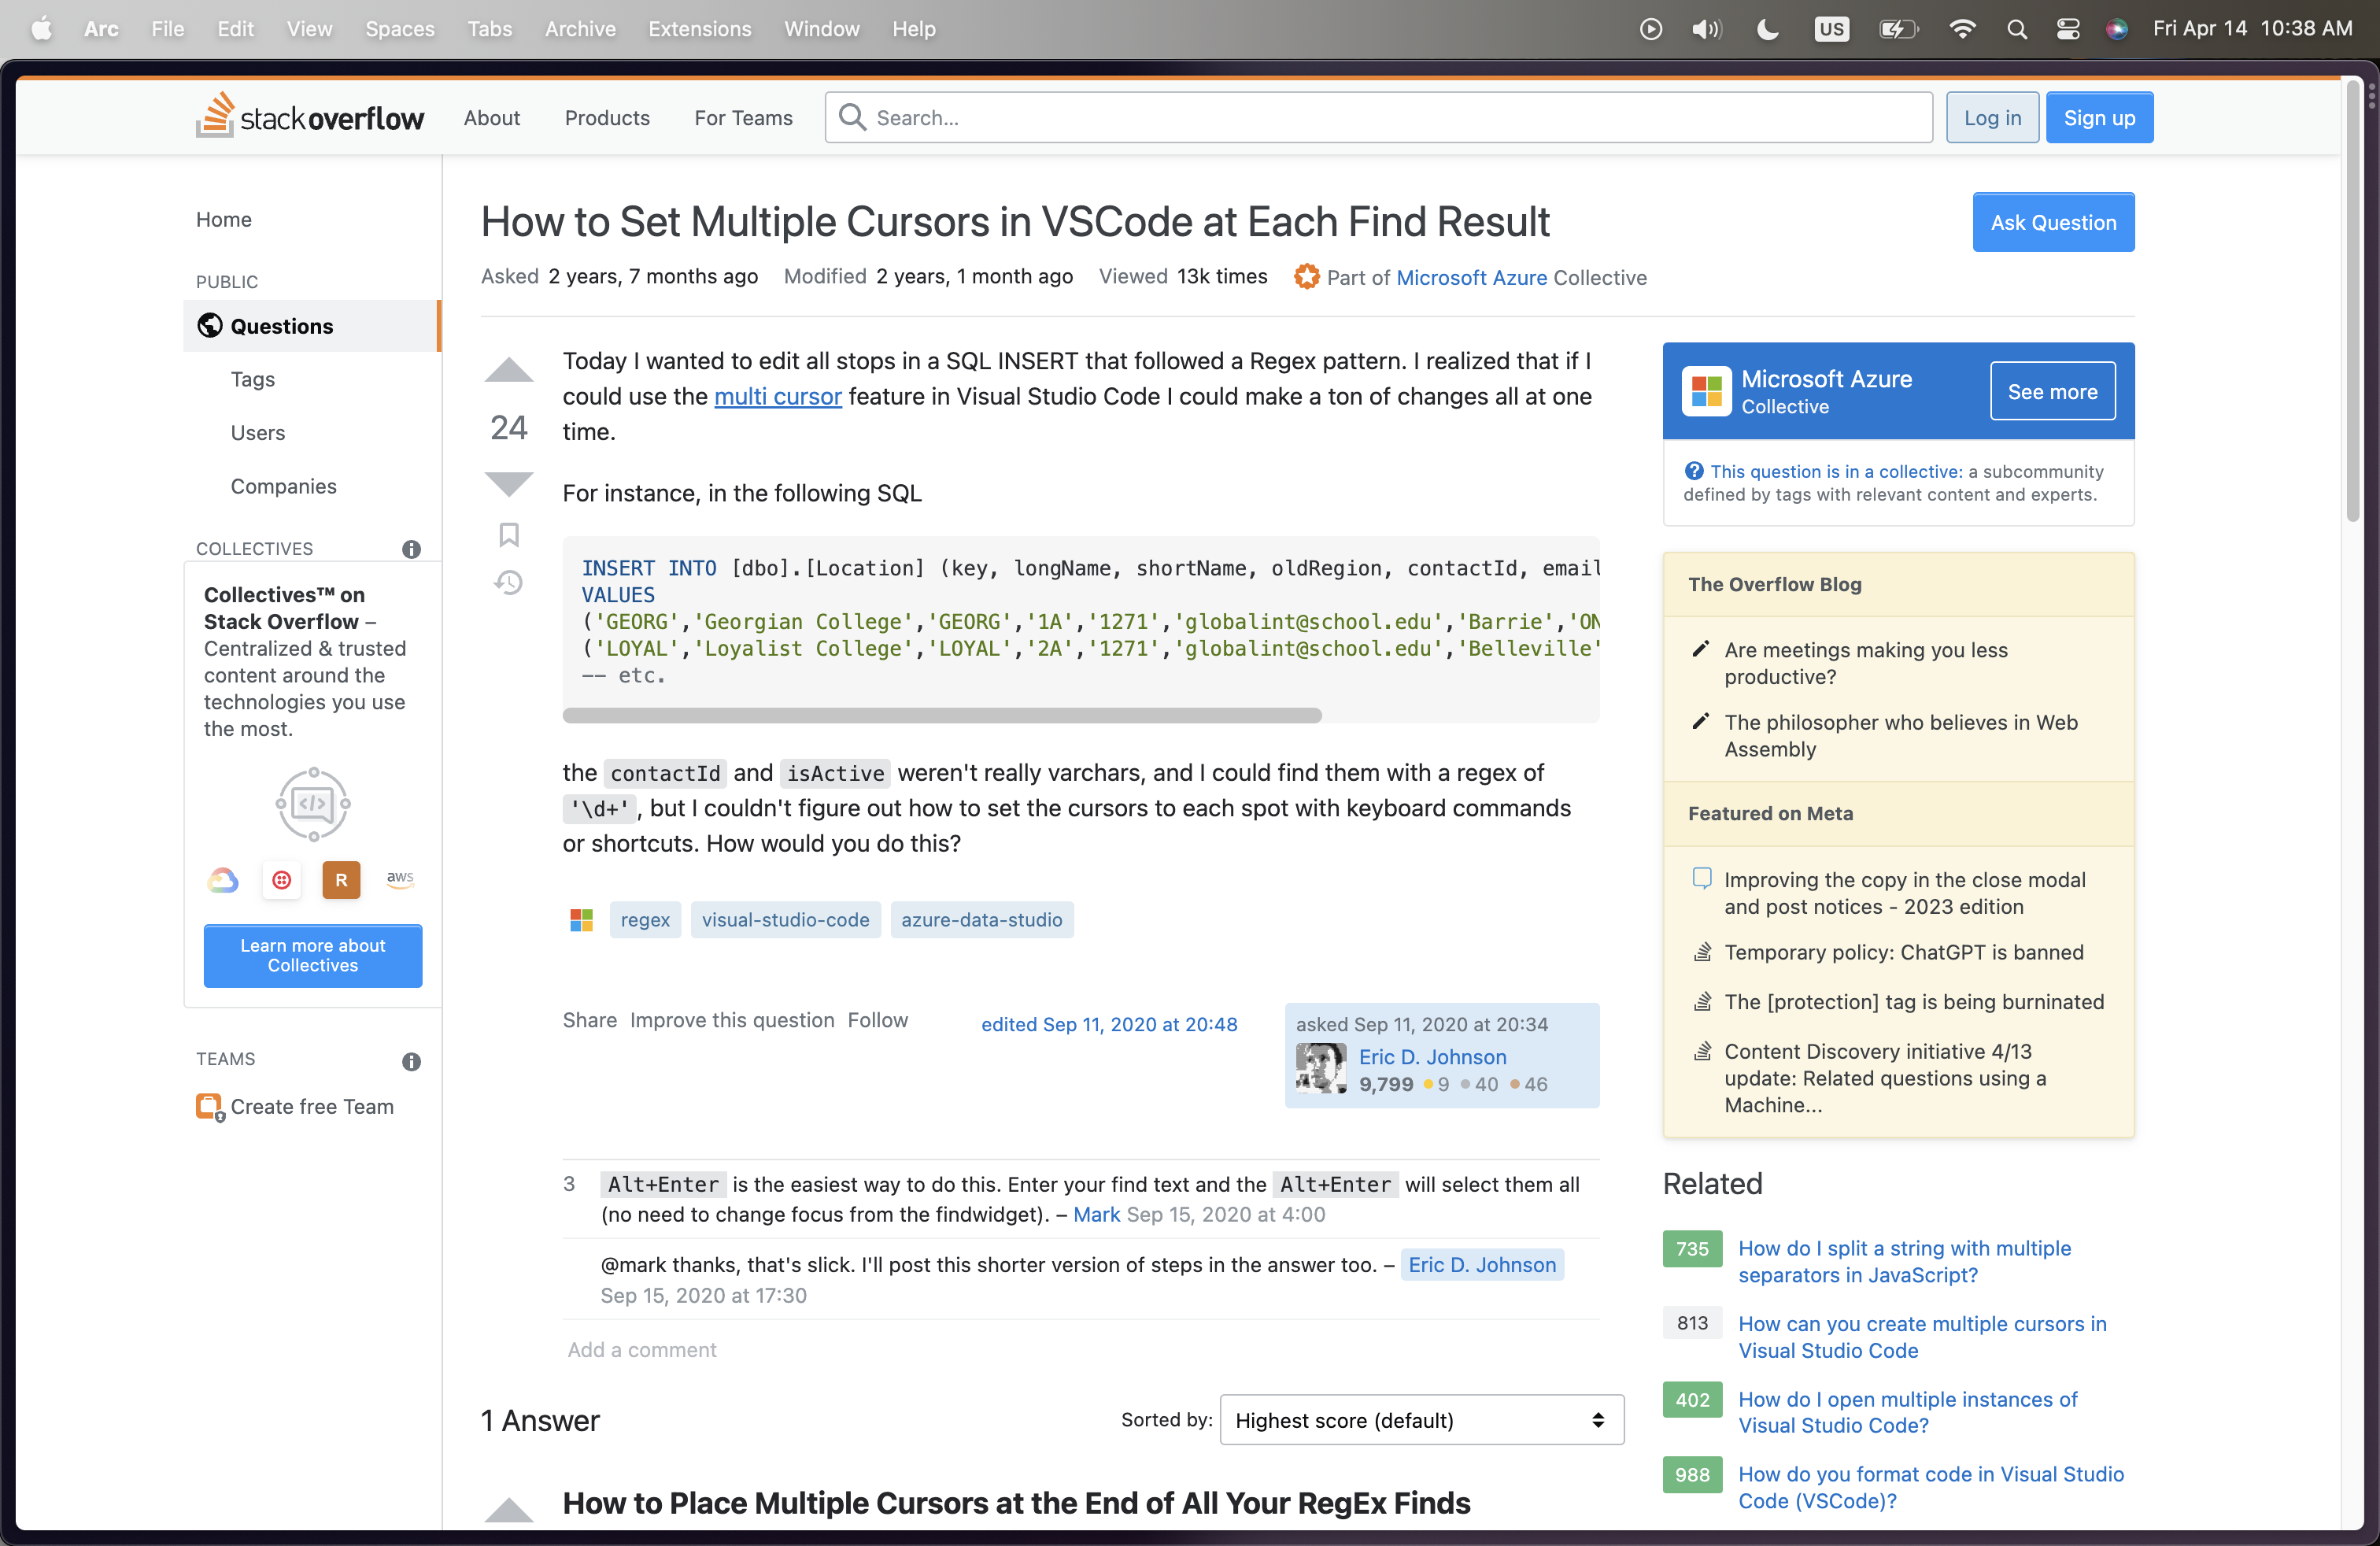 Arc File Edit View Spaces Tabs Archive Extensions Window Help US Fri Apr 14 10:38 AM
stackoverflow About Products For Teams Search... Log in Sign up
Home
PUBLIC
Questions
Tags
Users
Companies
COLLECTIVES
Collectives™ on
Stack Overflow –
Centralized & trusted
content around the
technologies you use
the most.
</>
R aws
Learn more about
Collectives
TEAMS
Create free Team
How to Set Multiple Cursors in VSCode at Each Find Result
Ask Question
Asked 2 years, 7 months ago Modified 2 years, 1 month ago Viewed 13k times Part of Microsoft Azure Collective
24
Today I wanted to edit all stops in a SQL INSERT that followed a Regex pattern. I realized that if I
could use the multi cursor feature in Visual Studio Code I could make a ton of changes all at one
time.
For instance, in the following SQL
INSERT INTO [dbo].[Location] (key, longName, shortName, oldRegion, contactId, email
VALUES
('GEORG','Georgian College','GEORG','1A','1271','globalint@school.edu','Barrie','ON
('LOYAL','Loyalist College','LOYAL','2A','1271','globalint@school.edu','Belleville'
-- etc.
the contactId and isActive weren't really varchars, and I could find them with a regex of
'\d+' , but I couldn't figure out how to set the cursors to each spot with keyboard commands
or shortcuts. How would you do this?
regex visual-studio-code azure-data-studio
Share Improve this question Follow
edited Sep 11, 2020 at 20:48
asked Sep 11, 2020 at 20:34
Eric D. Johnson
9,799 9 40 46
3 Alt+Enter is the easiest way to do this. Enter your find text and the Alt+Enter will select them all
(no need to change focus from the findwidget). – Mark Sep 15, 2020 at 4:00
@mark thanks, that's slick. I'll post this shorter version of steps in the answer too. – Eric D. Johnson
Sep 15, 2020 at 17:30
Add a comment
1 Answer
Sorted by: Highest score (default)
How to Place Multiple Cursors at the End of All Your RegEx Finds
Microsoft Azure
Collective
See more
? This question is in a collective: a subcommunity
defined by tags with relevant content and experts.
The Overflow Blog
Are meetings making you less
productive?
The philosopher who believes in Web
Assembly
Featured on Meta
Improving the copy in the close modal
and post notices - 2023 edition
Temporary policy: ChatGPT is banned
The [protection] tag is being burninated
Content Discovery initiative 4/13
update: Related questions using a
Machine...
Related
735 How do I split a string with multiple
separators in JavaScript?
813 How can you create multiple cursors in
Visual Studio Code
402 How do I open multiple instances of
Visual Studio Code?
988 How do you format code in Visual Studio
Code (VSCode)?